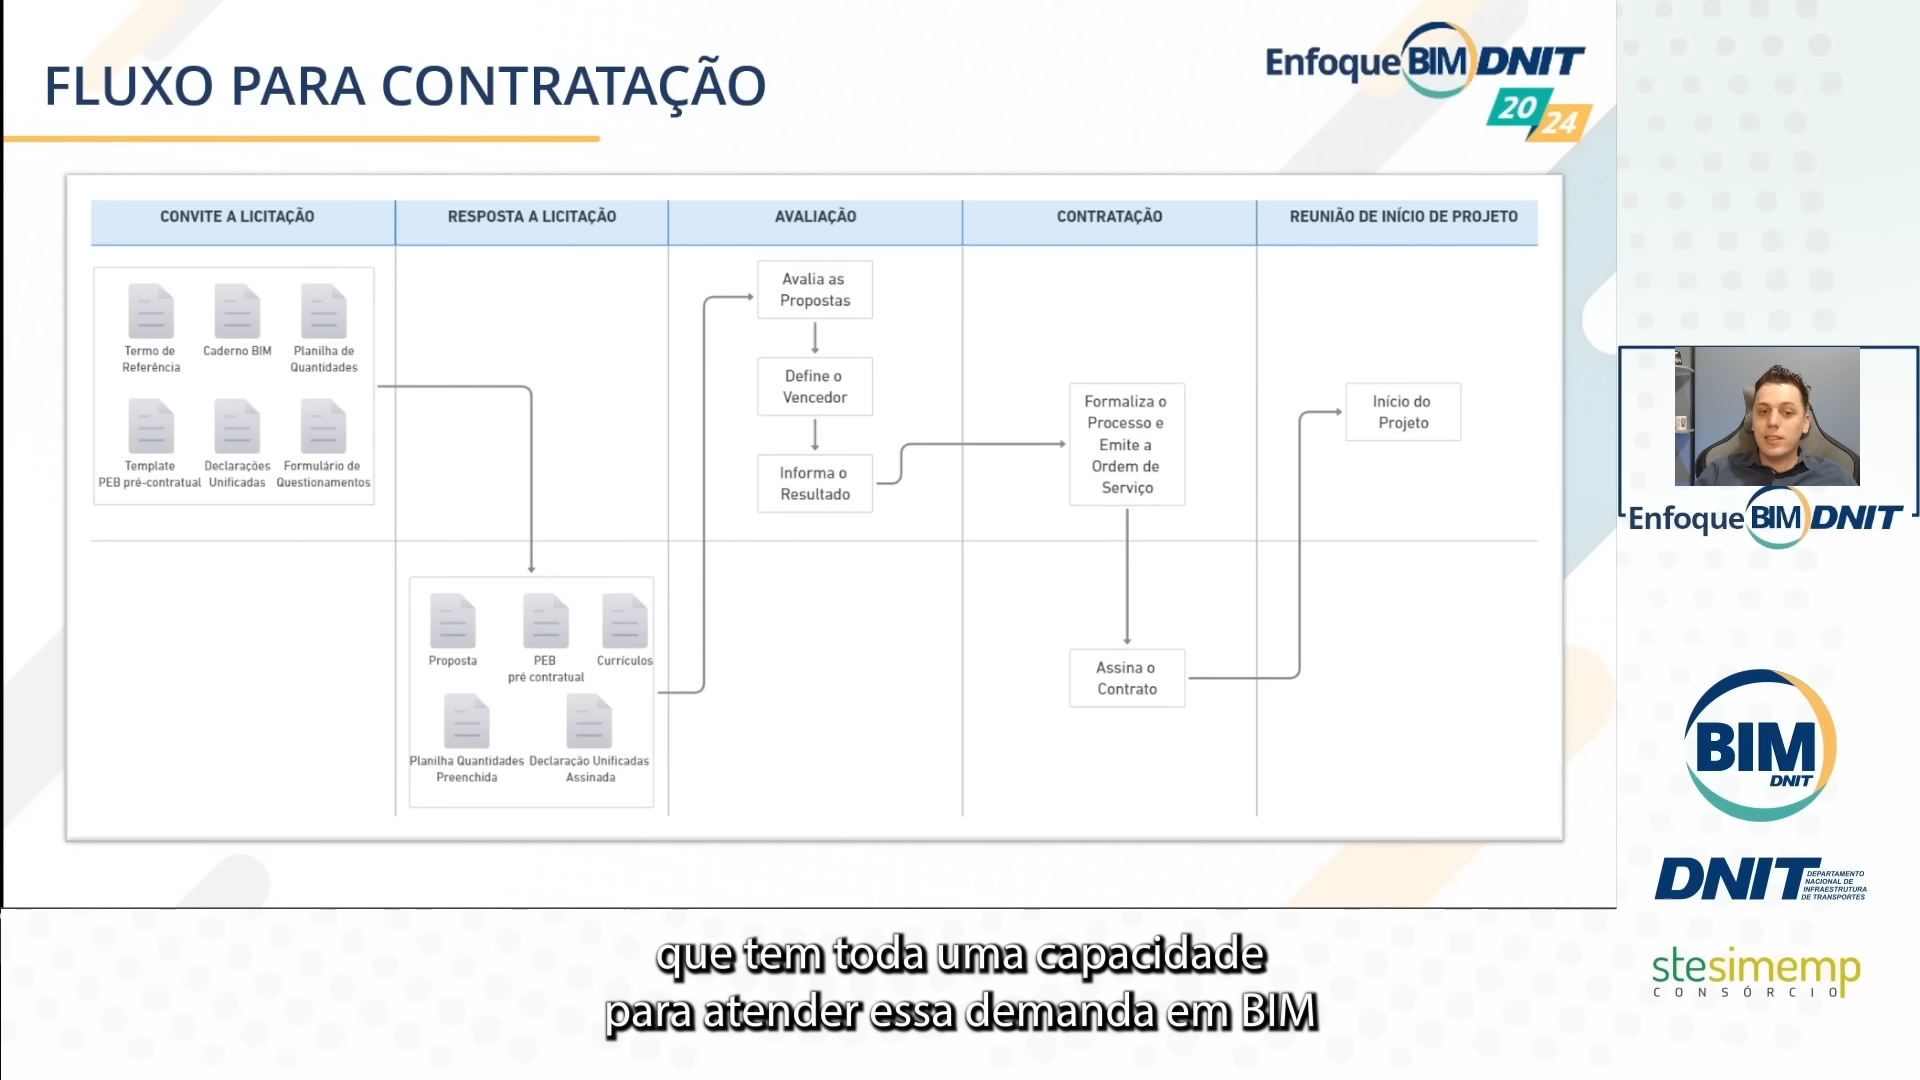 FLUXO PARA CONTRATAÇÃO
Enfoque BIM DNIT
20
24
CONVITE A LICITAÇÃO
RESPOSTA A LICITAÇÃO
AVALIAÇÃO
CONTRATAÇÃO
REUNIÃO DE INÍCIO DE PROJETO
Termo de
Referência
Caderno BIM
Planilha de
Quantidades
Template
PEB pré-contratual
Declarações
Unificadas
Formulário de
Questionamentos
Proposta
PEB
pré contratual
Currículos
Planilha Quantidades
Preenchida
Declaração Unificadas
Assinada
Avalia as
Propostas
Define o
Vencedor
Informa o
Resultado
Formaliza o
Processo e
Emite a
Ordem de
Serviço
Assina o
Contrato
Início do
Projeto
Enfoque BIM DNIT
BIM
DNIT
DNIT
DEPARTAMENTO
NACIONAL DE
INFRAESTRUTURA
DE TRANSPORTES
stesimemp
CONSÓRCIO
que tem toda uma capacidade
para atender essa demanda em BIM